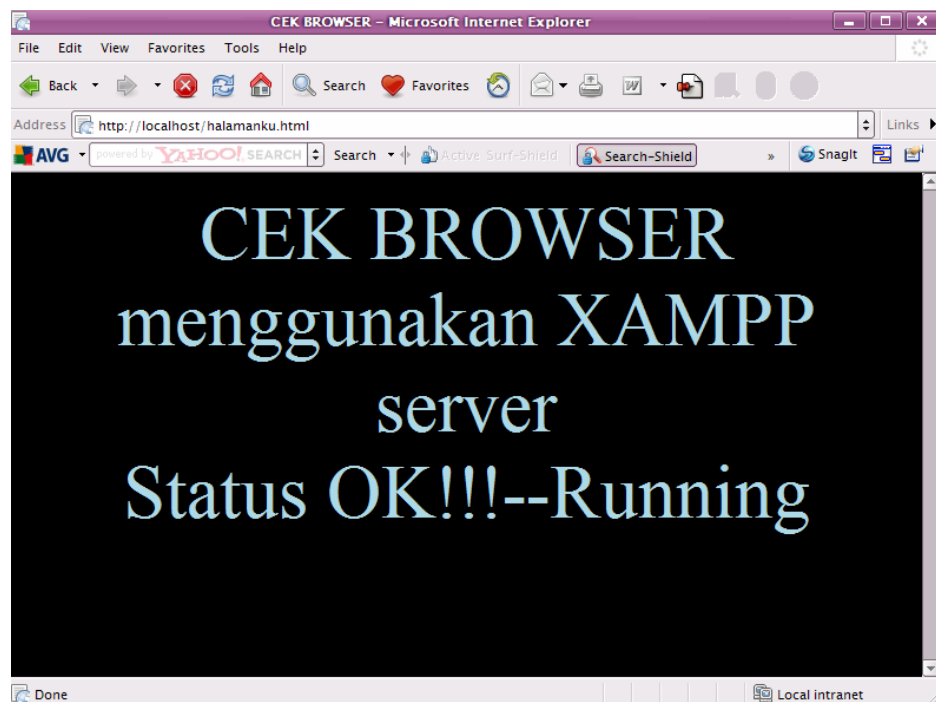 CEK BROWSER - Microsoft Internet Explorer
File Edit View Favorites Tools Help
Back Search Favorites W
Address http://localhost/halamanku.html Links
AVG powered by YAHOO! SEARCH Search Active Surf-Shield Search-Shield » SnagIt
CEK BROWSER
menggunakan XAMPP
server
Status OK!!!--Running
Done Local intranet